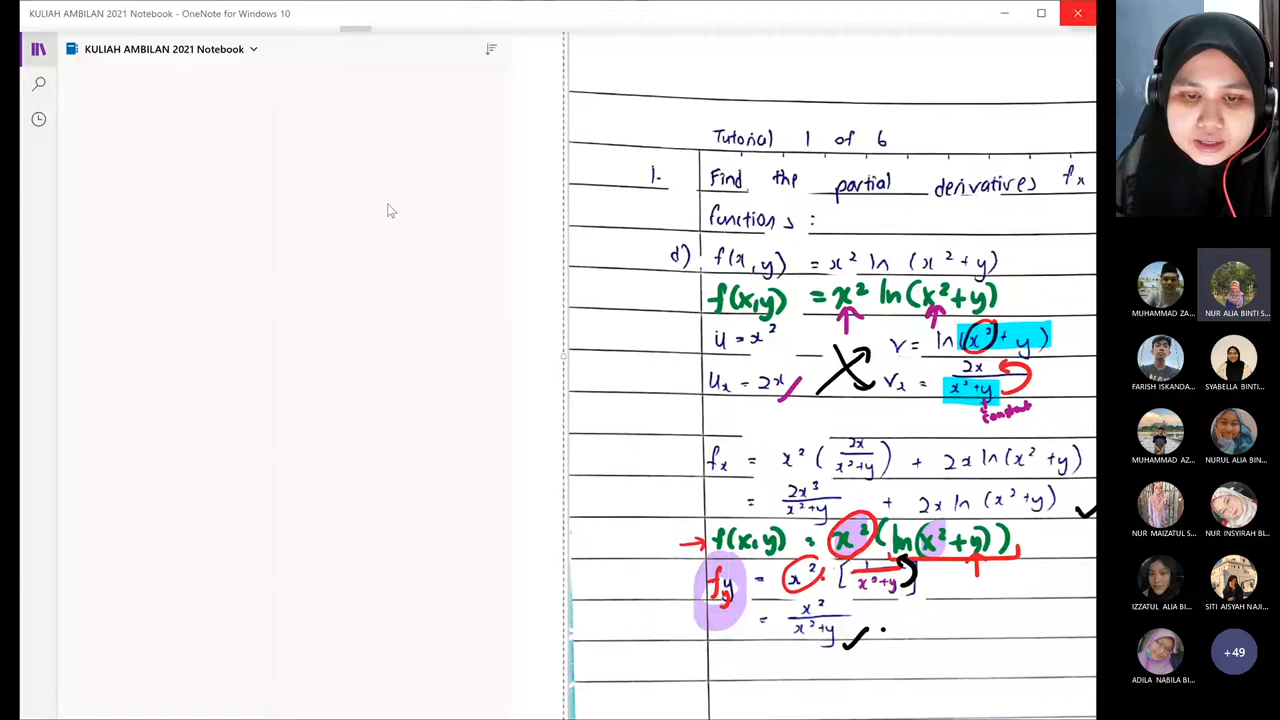 KULIAH AMBILAN 2021 Notebook - OneNote for Windows 10
KULIAH AMBILAN 2021 Notebook
Tutorial 1 of 6
1. Find the partial derivatives fx
functions :
d) f(x,y) = x² ln (x² + y)
f(x,y) = x² ln(x²+y)
u = x² v = ln(x² + y)
ux = 2x vx = 2x/(x²+y)
constant
fx = x² (2x/(x²+y)) + 2x ln(x² + y)
= 2x³/(x²+y) + 2x ln (x²+y)
f(x,y) = x²(ln(x²+y))
fy = x² · [1/(x²+y)]
= x²/(x²+y)
MUHAMMAD ZA...
NUR ALIA BINTI S...
FARISH ISKANDA...
SYABELLA BINTI...
MUHAMMAD AZ...
NURUL ALIA BIN...
NUR MAIZATUL S...
NUR INSYIRAH BI...
IZZATUL ALIA BI...
SITI AISYAH NAJI...
ADILA NABILA BI...
+49